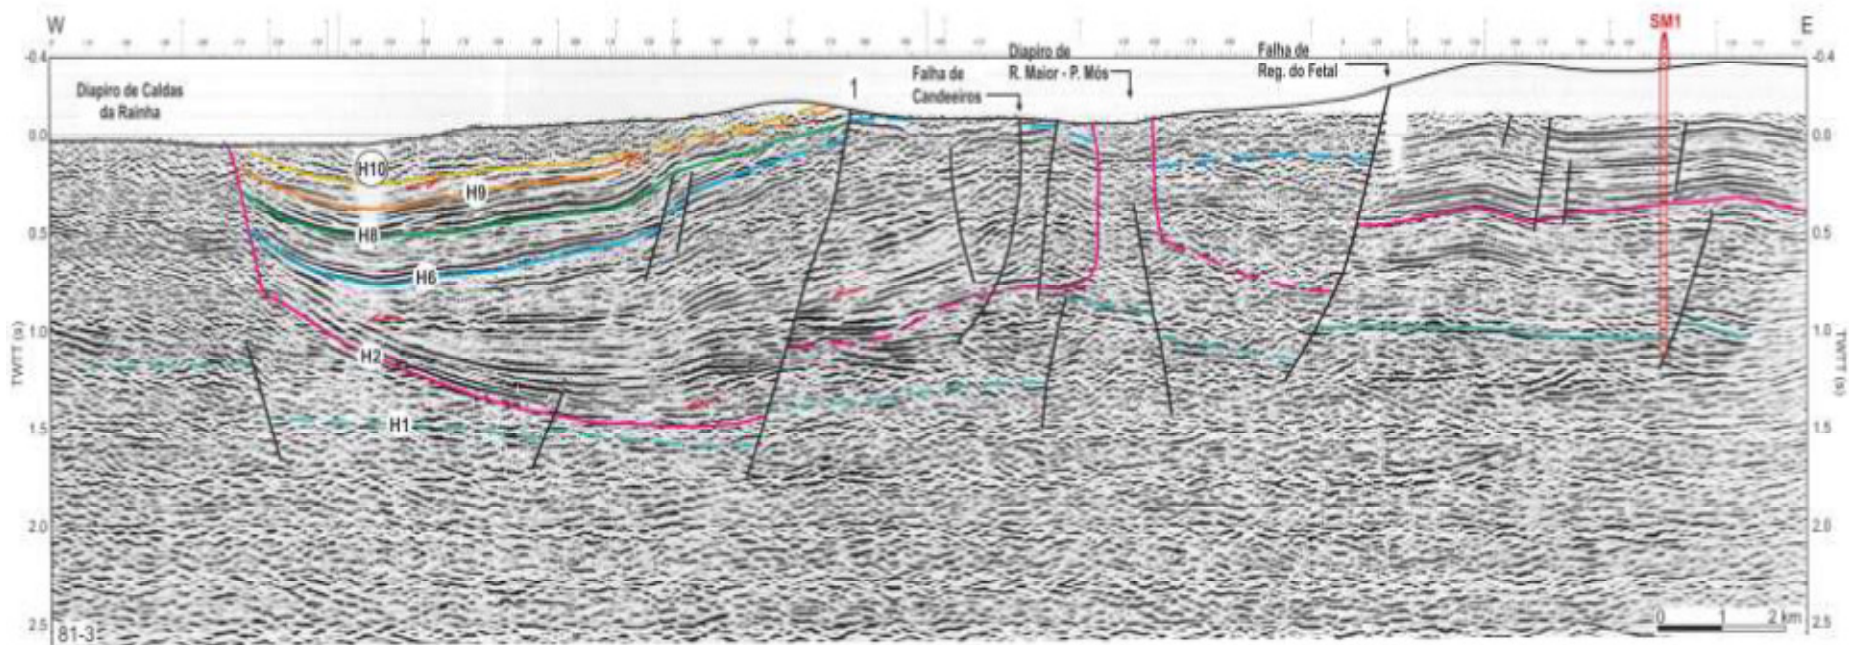 W
SM1
E
-0.4
-0.4
Diapiro de Caldas
da Rainha
1
Falha de
Candeeiros
Diapiro de
R. Maior - P. Mós
Falha de
Reg. do Fetal
0.0
0.0
H10
H9
H8
0.5
0.5
H6
1.0
1.0
TWTT (s)
TWTT (s)
H2
H1
1.5
1.5
2.0
2.0
2.5
2.5
81-3
0 1 2 km